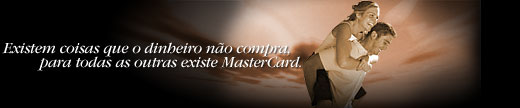 Existem coisas que o dinheiro não compra,
para todas as outras existe MasterCard.